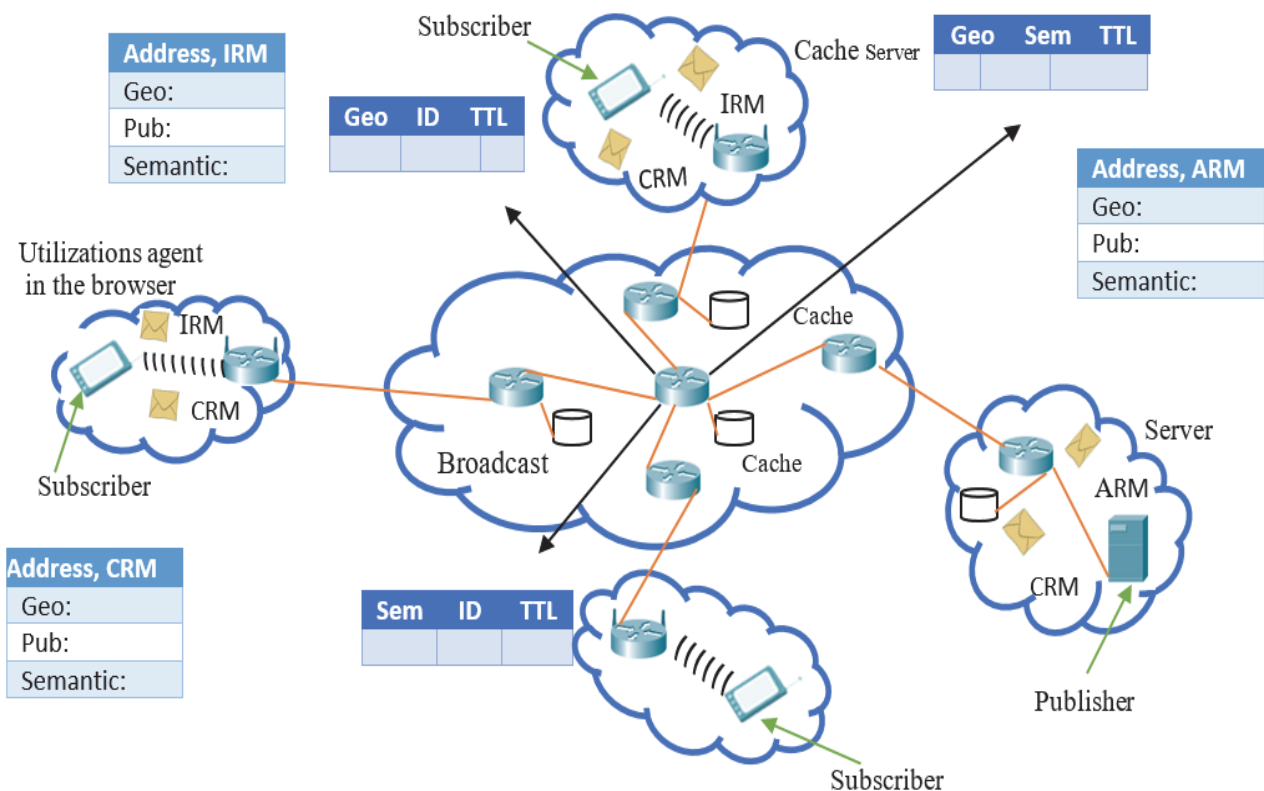 Subscriber
Cache Server
Geo Sem TTL
Address, IRM
Geo:
Pub:
Semantic:
Geo ID TTL
IRM
CRM
Address, ARM
Geo:
Pub:
Semantic:
Utilizations agent
in the browser
IRM
CRM
Subscriber
Cache
Broadcast
Cache
Server
ARM
CRM
Publisher
Address, CRM
Geo:
Pub:
Semantic:
Sem ID TTL
Subscriber